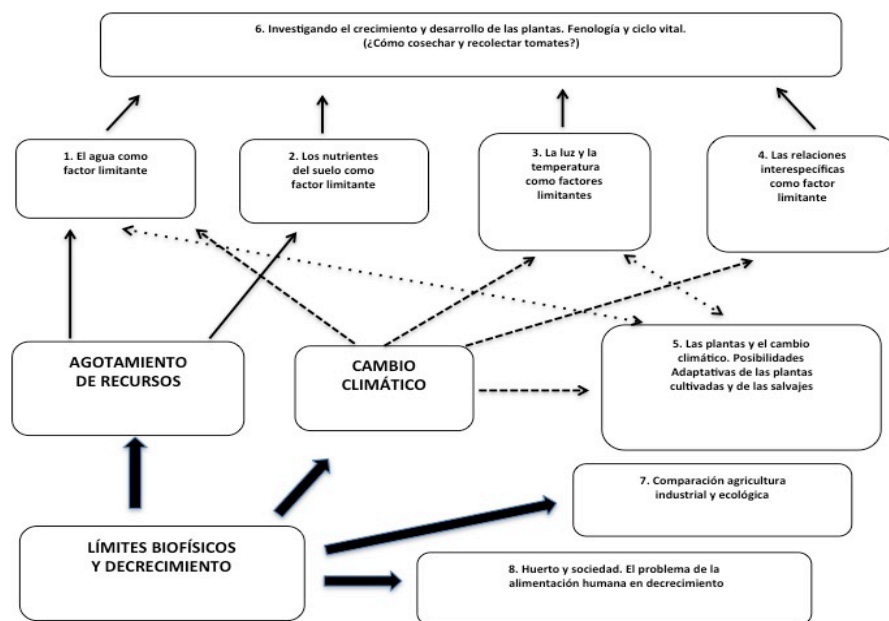 6. Investigando el crecimiento y desarrollo de las plantas. Fenología y ciclo vital.
(¿Cómo cosechar y recolectar tomates?)
1. El agua como
factor limitante
2. Los nutrientes
del suelo como
factor limitante
3. La luz y la
temperatura
como factores
limitantes
4. Las relaciones
interespecíficas
como factor
limitante
AGOTAMIENTO
DE RECURSOS
CAMBIO
CLIMÁTICO
5. Las plantas y el cambio
climático. Posibilidades
Adaptativas de las plantas
cultivadas y de las salvajes
7. Comparación agricultura
industrial y ecológica
LÍMITES BIOFÍSICOS
Y DECRECIMIENTO
8. Huerto y sociedad. El problema de la
alimentación humana en decrecimiento